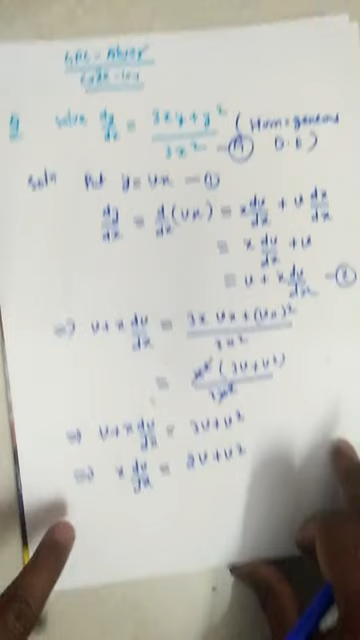 Q solve dy/dx = 3xy+y²/3x² — (A) (Homogeneous D.E)
Soln Put y=vx — (1)
dy/dx = d/dx (vx) = x dv/dx + v dx/dx
= x dv/dx + v
= v + x dv/dx — (2)
=> v+x dv/dx = 3x vx+(vx)²/3x²
= x² (3v+v²)/3x²
=> v+x dv/dx = 3v+v²
=> x dv/dx = 2v+v²